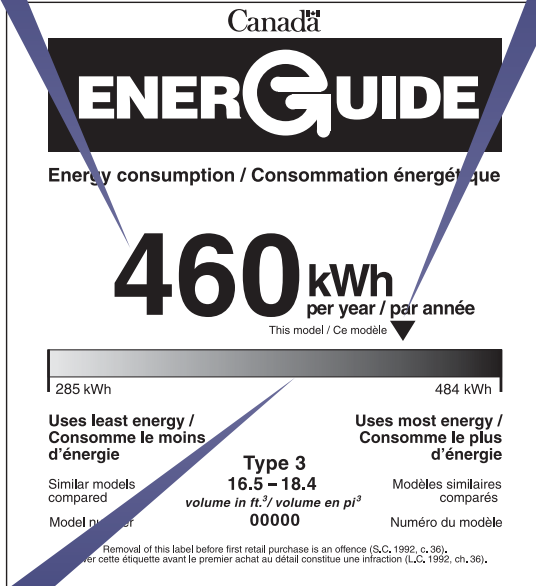 Canada
ENERGUIDE
Energy consumption / Consommation énergétique
460 kWh
per year / par année
This model / Ce modèle
285 kWh 484 kWh
Uses least energy / Uses most energy /
Consomme le moins Consomme le plus
d'énergie d'énergie
Type 3
Similar models 16.5 – 18.4 Modèles similaires
compared volume in ft.³/ volume en pi³ comparés
Model number 00000 Numéro du modèle
Removal of this label before first retail purchase is an offence (S.C. 1992, c. 36).
cette étiquette avant le premier achat au détail constitue une infraction (L.C. 1992, ch. 36).